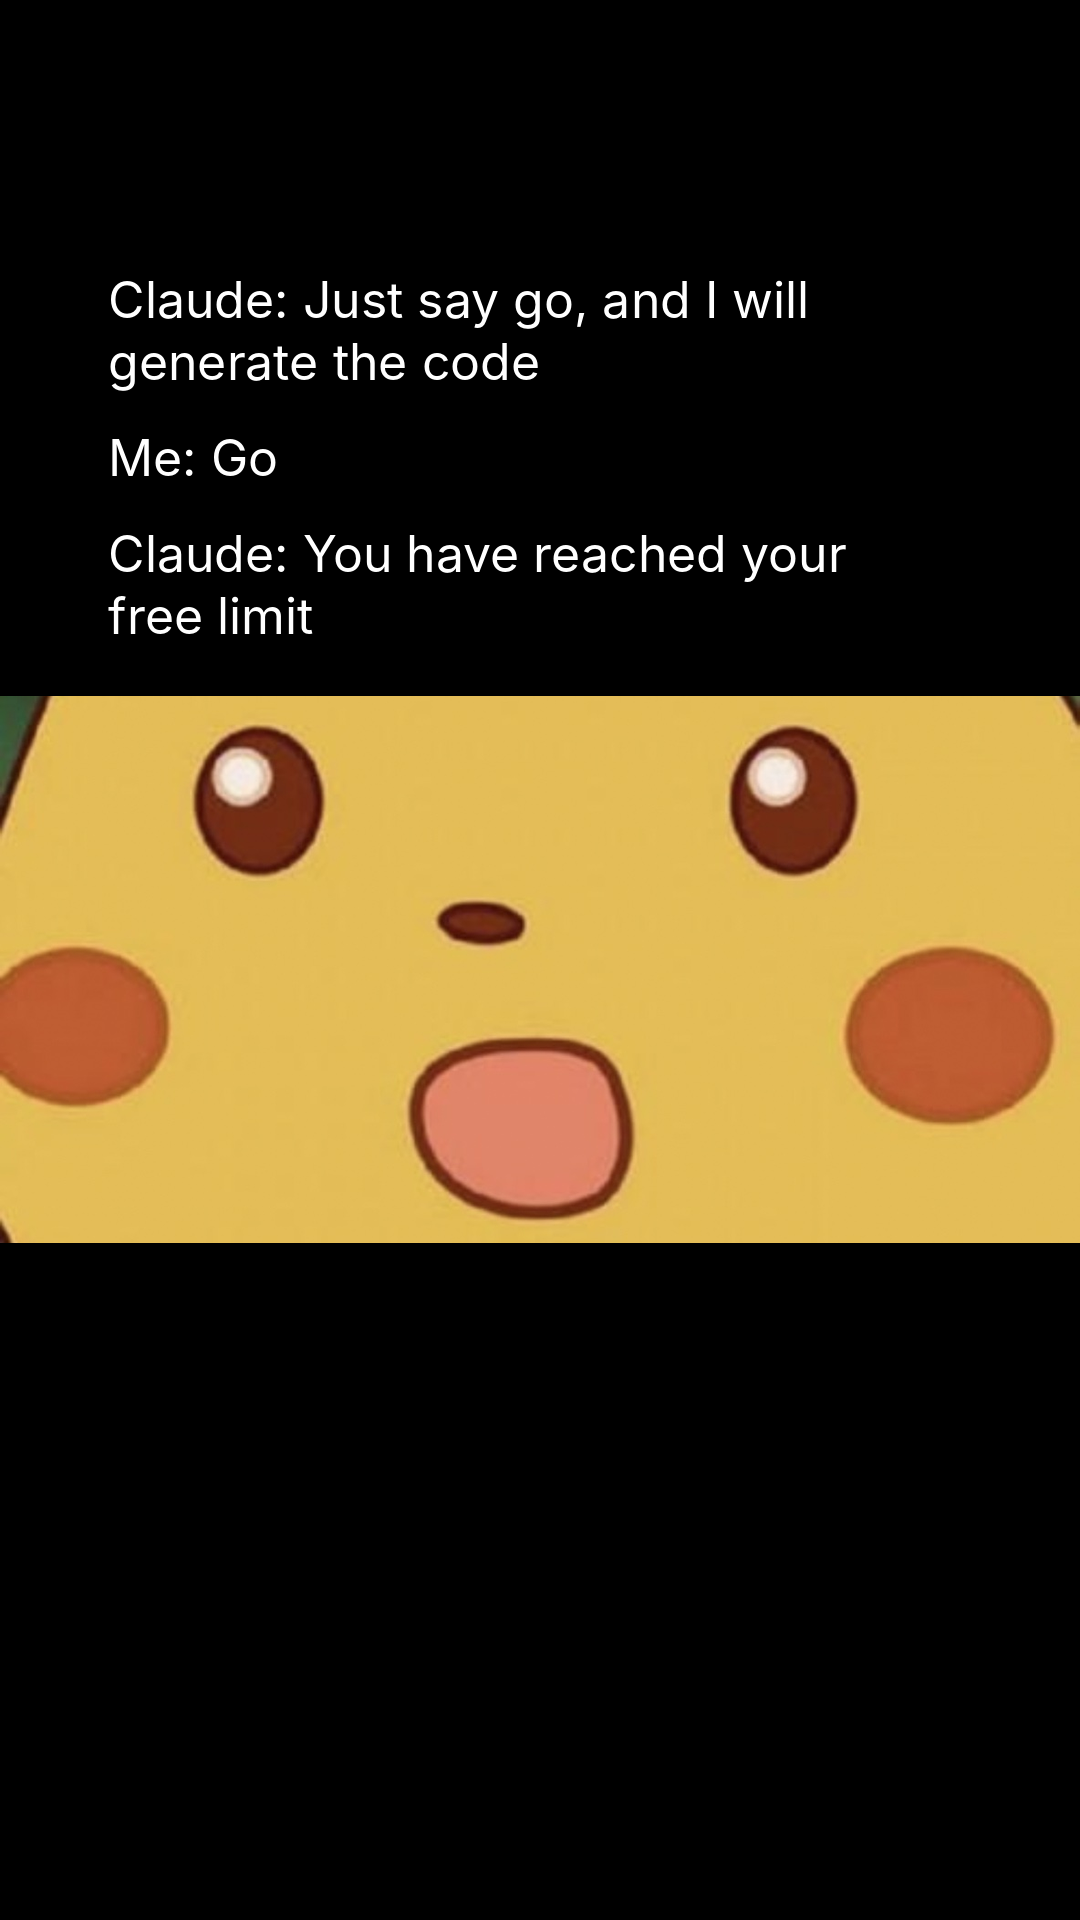 Claude: Just say go, and I will
generate the code
Me: Go
Claude: You have reached your
free limit